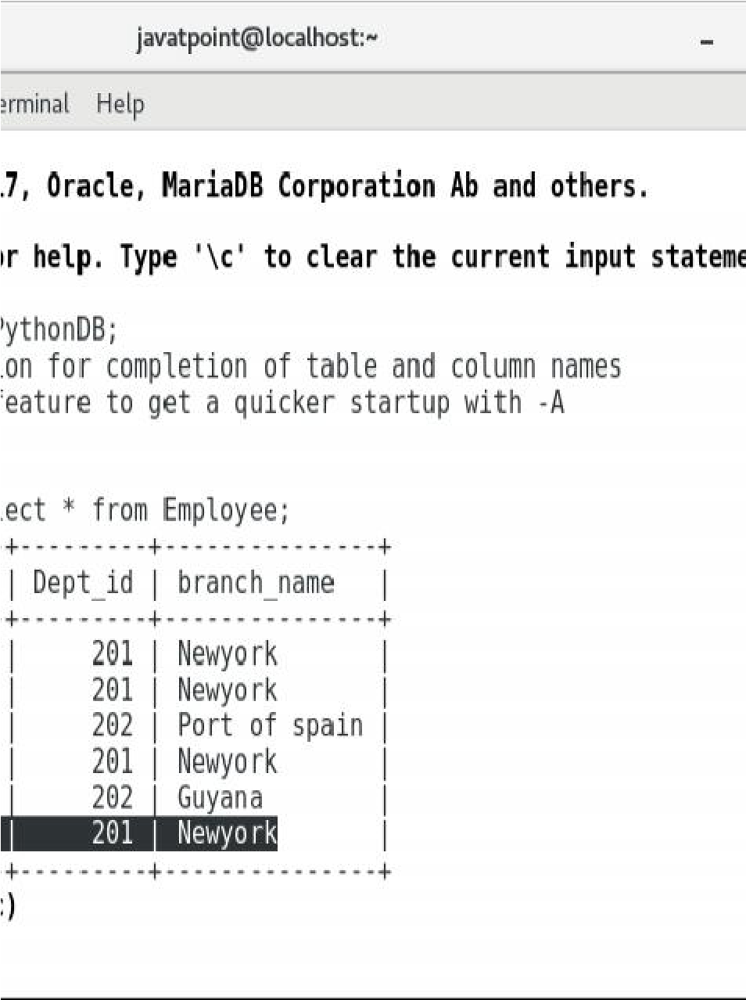 javatpoint@localhost:~
erminal Help
17, Oracle, MariaDB Corporation Ab and others.
or help. Type '\c' to clear the current input stateme
PythonDB;
ion for completion of table and column names
feature to get a quicker startup with -A
lect * from Employee;
+---------+---------------+
| Dept_id | branch_name   |
+---------+---------------+
|     201 | Newyork       |
|     201 | Newyork       |
|     202 | Port of spain |
|     201 | Newyork       |
|     202 | Guyana        |
|     201 | Newyork       |
+---------+---------------+
c)